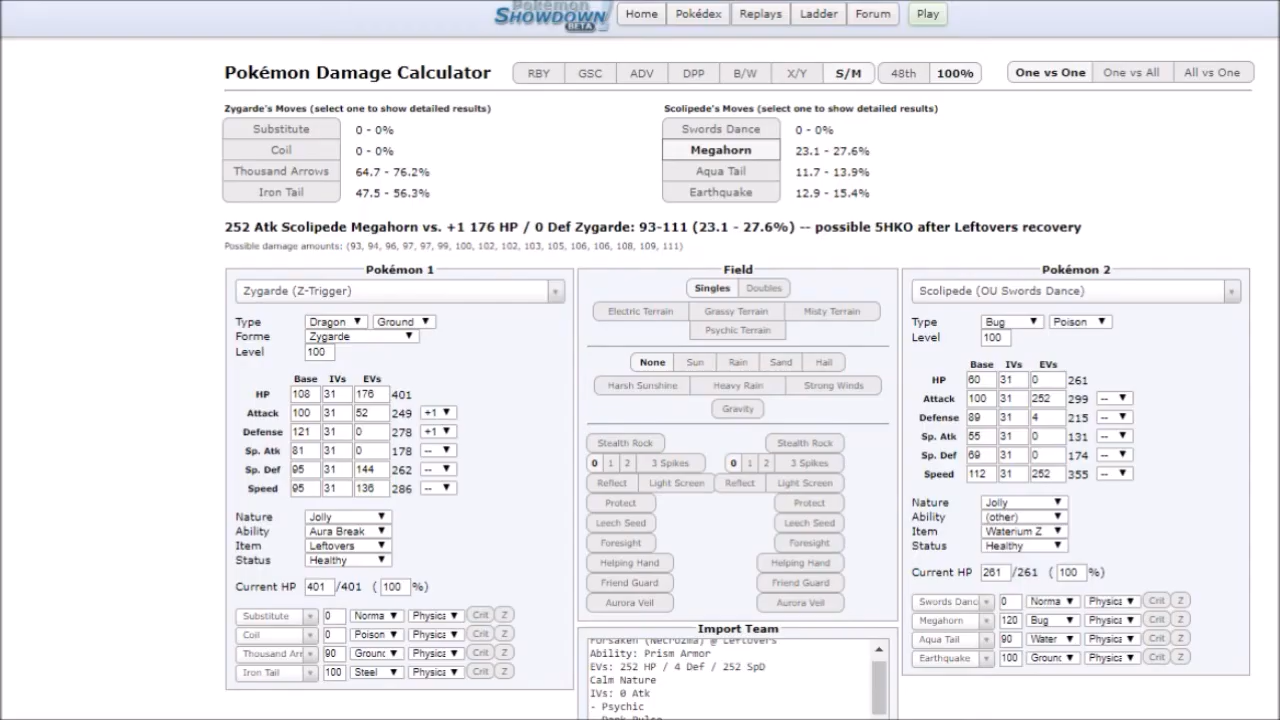 Pokémon
SHOWDOWN!
BETA
Home Pokédex Replays Ladder Forum Play
Pokémon Damage Calculator RBY GSC ADV DPP B/W X/Y S/M 48th 100% One vs One One vs All All vs One
Zygarde's Moves (select one to show detailed results)
Substitute 0 - 0%
Coil 0 - 0%
Thousand Arrows 64.7 - 76.2%
Iron Tail 47.5 - 56.3%
Scolipede's Moves (select one to show detailed results)
Swords Dance 0 - 0%
Megahorn 23.1 - 27.6%
Aqua Tail 11.7 - 13.9%
Earthquake 12.9 - 15.4%
252 Atk Scolipede Megahorn vs. +1 176 HP / 0 Def Zygarde: 93-111 (23.1 - 27.6%) -- possible 5HKO after Leftovers recovery
Possible damage amounts: (93, 94, 96, 97, 97, 99, 100, 102, 102, 103, 105, 106, 106, 108, 109, 111)
Pokémon 1
Zygarde (Z-Trigger)
Type Dragon Ground
Forme Zygarde
Level 100
Base IVs EVs
HP 108 31 176 401
Attack 100 31 52 249 +1
Defense 121 31 0 278 +1
Sp. Atk 81 31 0 178 --
Sp. Def 95 31 144 262 --
Speed 95 31 136 286 --
Nature Jolly
Ability Aura Break
Item Leftovers
Status Healthy
Current HP 401 /401 ( 100 %)
Substitute 0 Norma Physica Crit Z
Coil 0 Poison Physica Crit Z
Thousand Arr 90 Ground Physica Crit Z
Iron Tail 100 Steel Physica Crit Z
Field
Singles Doubles
Electric Terrain Grassy Terrain Misty Terrain
Psychic Terrain
None Sun Rain Sand Hail
Harsh Sunshine Heavy Rain Strong Winds
Gravity
Stealth Rock Stealth Rock
0 1 2 3 Spikes 0 1 2 3 Spikes
Reflect Light Screen Reflect Light Screen
Protect Protect
Leech Seed Leech Seed
Foresight Foresight
Helping Hand Helping Hand
Friend Guard Friend Guard
Aurora Veil Aurora Veil
Import Team
Forsaken (Necrozma) @ Leftovers
Ability: Prism Armor
EVs: 252 HP / 4 Def / 252 SpD
Calm Nature
IVs: 0 Atk
- Psychic
- Dark Pulse
Pokémon 2
Scolipede (OU Swords Dance)
Type Bug Poison
Level 100
Base IVs EVs
HP 60 31 0 261
Attack 100 31 252 299 --
Defense 89 31 4 215 --
Sp. Atk 55 31 0 131 --
Sp. Def 69 31 0 174 --
Speed 112 31 252 355 --
Nature Jolly
Ability (other)
Item Waterium Z
Status Healthy
Current HP 261 /261 ( 100 %)
Swords Danc 0 Norma Physica Crit Z
Megahorn 120 Bug Physica Crit Z
Aqua Tail 90 Water Physica Crit Z
Earthquake 100 Ground Physica Crit Z